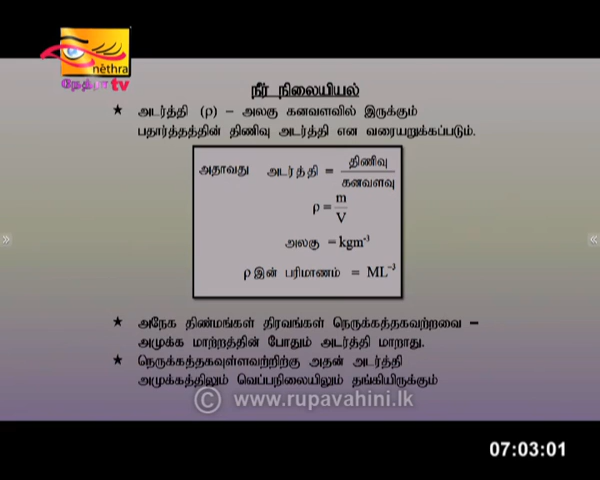 nēthra
நேத்ரா tv
நீர் நிலையியல்
★ அடர்த்தி (ρ) – அலகு கனவளவில் இருக்கும்
பதார்த்தத்தின் திணிவு அடர்த்தி என வரையறுக்கப்படும்.
அதாவது அடர்த்தி = திணிவு / கனவளவு
ρ = m / V
அலகு = kgm⁻³
ρ இன் பரிமாணம் = ML⁻³
★ அநேக திண்மங்கள் திரவங்கள் நெருக்கத்தகவற்றவை –
அமுக்க மாற்றத்தின் போதும் அடர்த்தி மாறாது.
★ நெருக்கத்தகவுள்ளவற்றிற்கு அதன் அடர்த்தி
அமுக்கத்திலும் வெப்பநிலையிலும் தங்கியிருக்கும்
© www.rupavahini.lk
07:03:01